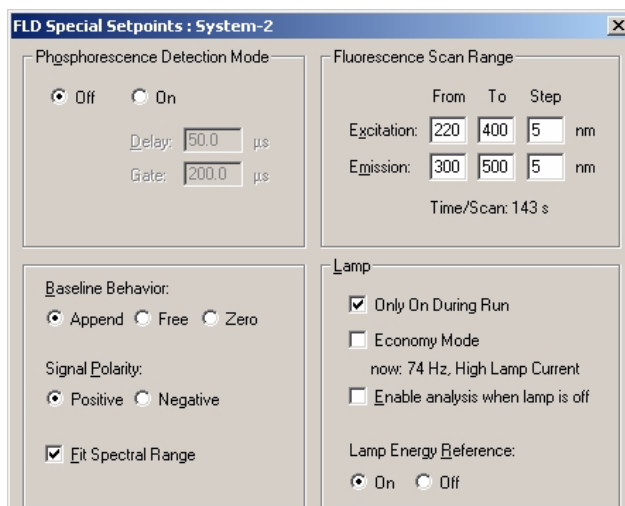 FLD Special Setpoints : System-2
Phosphorescence Detection Mode
Off On
Delay: 50.0 µs
Gate: 200.0 µs
Fluorescence Scan Range
From To Step
Excitation: 220 400 5 nm
Emission: 300 500 5 nm
Time/Scan: 143 s
Baseline Behavior:
Append Free Zero
Signal Polarity:
Positive Negative
Fit Spectral Range
Lamp
Only On During Run
Economy Mode
now: 74 Hz, High Lamp Current
Enable analysis when lamp is off
Lamp Energy Reference:
On Off